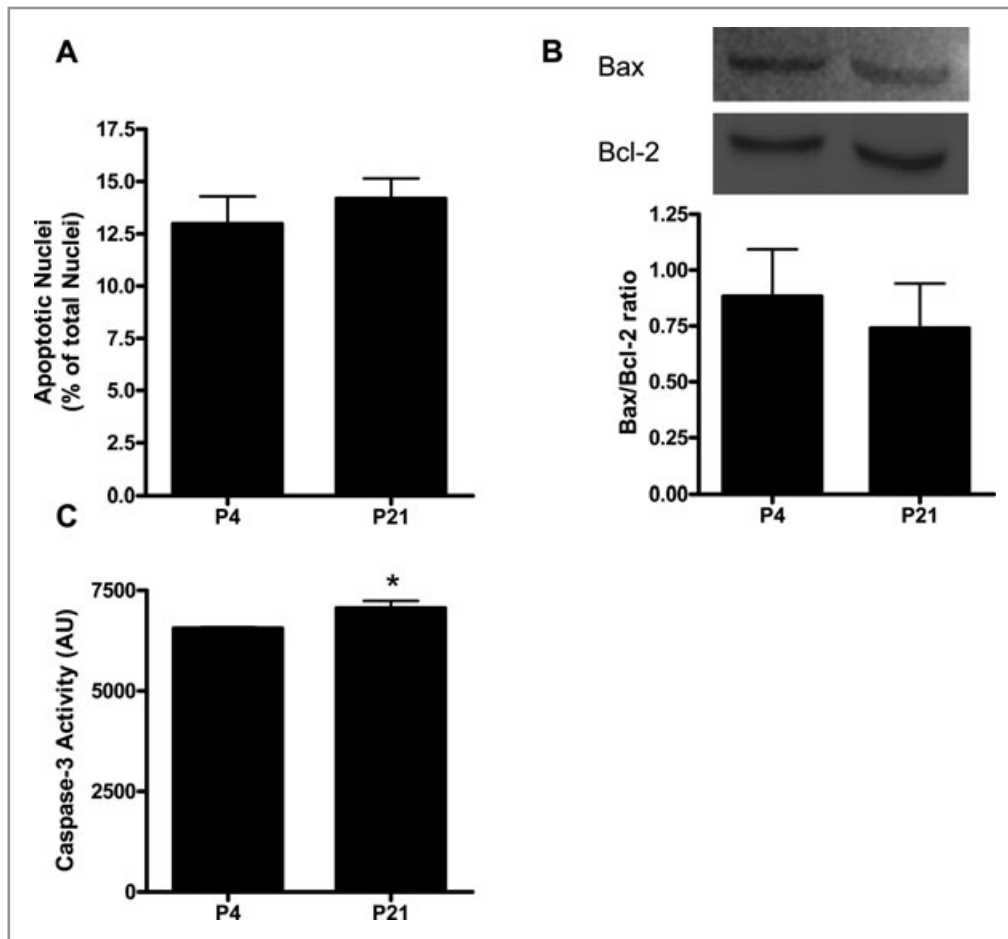 A
Apoptotic Nuclei
(% of total Nuclei)
17.5
15.0
12.5
10.0
7.5
5.0
2.5
0.0
P4
P21
B
Bax
Bcl-2
Bax/Bcl-2 ratio
1.25
1.00
0.75
0.50
0.25
0.00
P4
P21
C
Caspase-3 Activity (AU)
7500
5000
2500
0
*
P4
P21